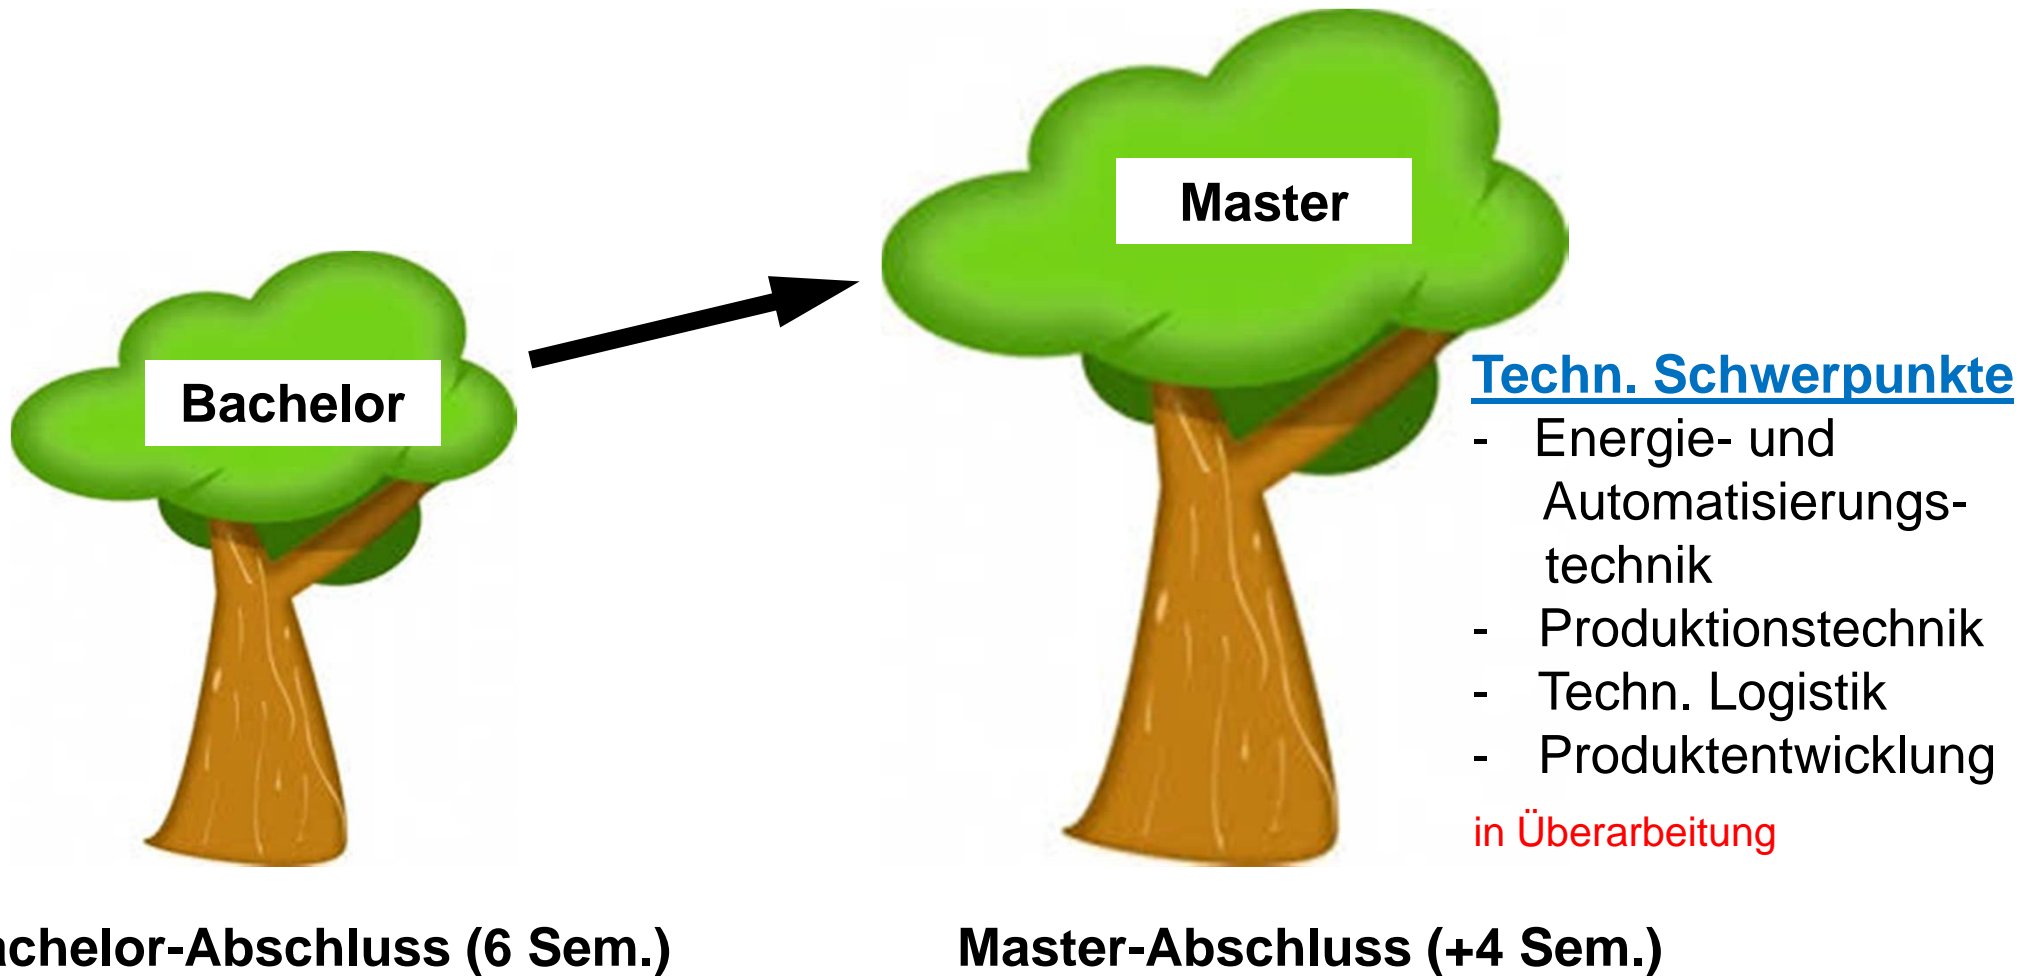 Master
Bachelor
Techn. Schwerpunkte
- Energie- und
Automatisierungs-
technik
- Produktionstechnik
- Techn. Logistik
- Produktentwicklung
in Überarbeitung
achelor-Abschluss (6 Sem.)
Master-Abschluss (+4 Sem.)